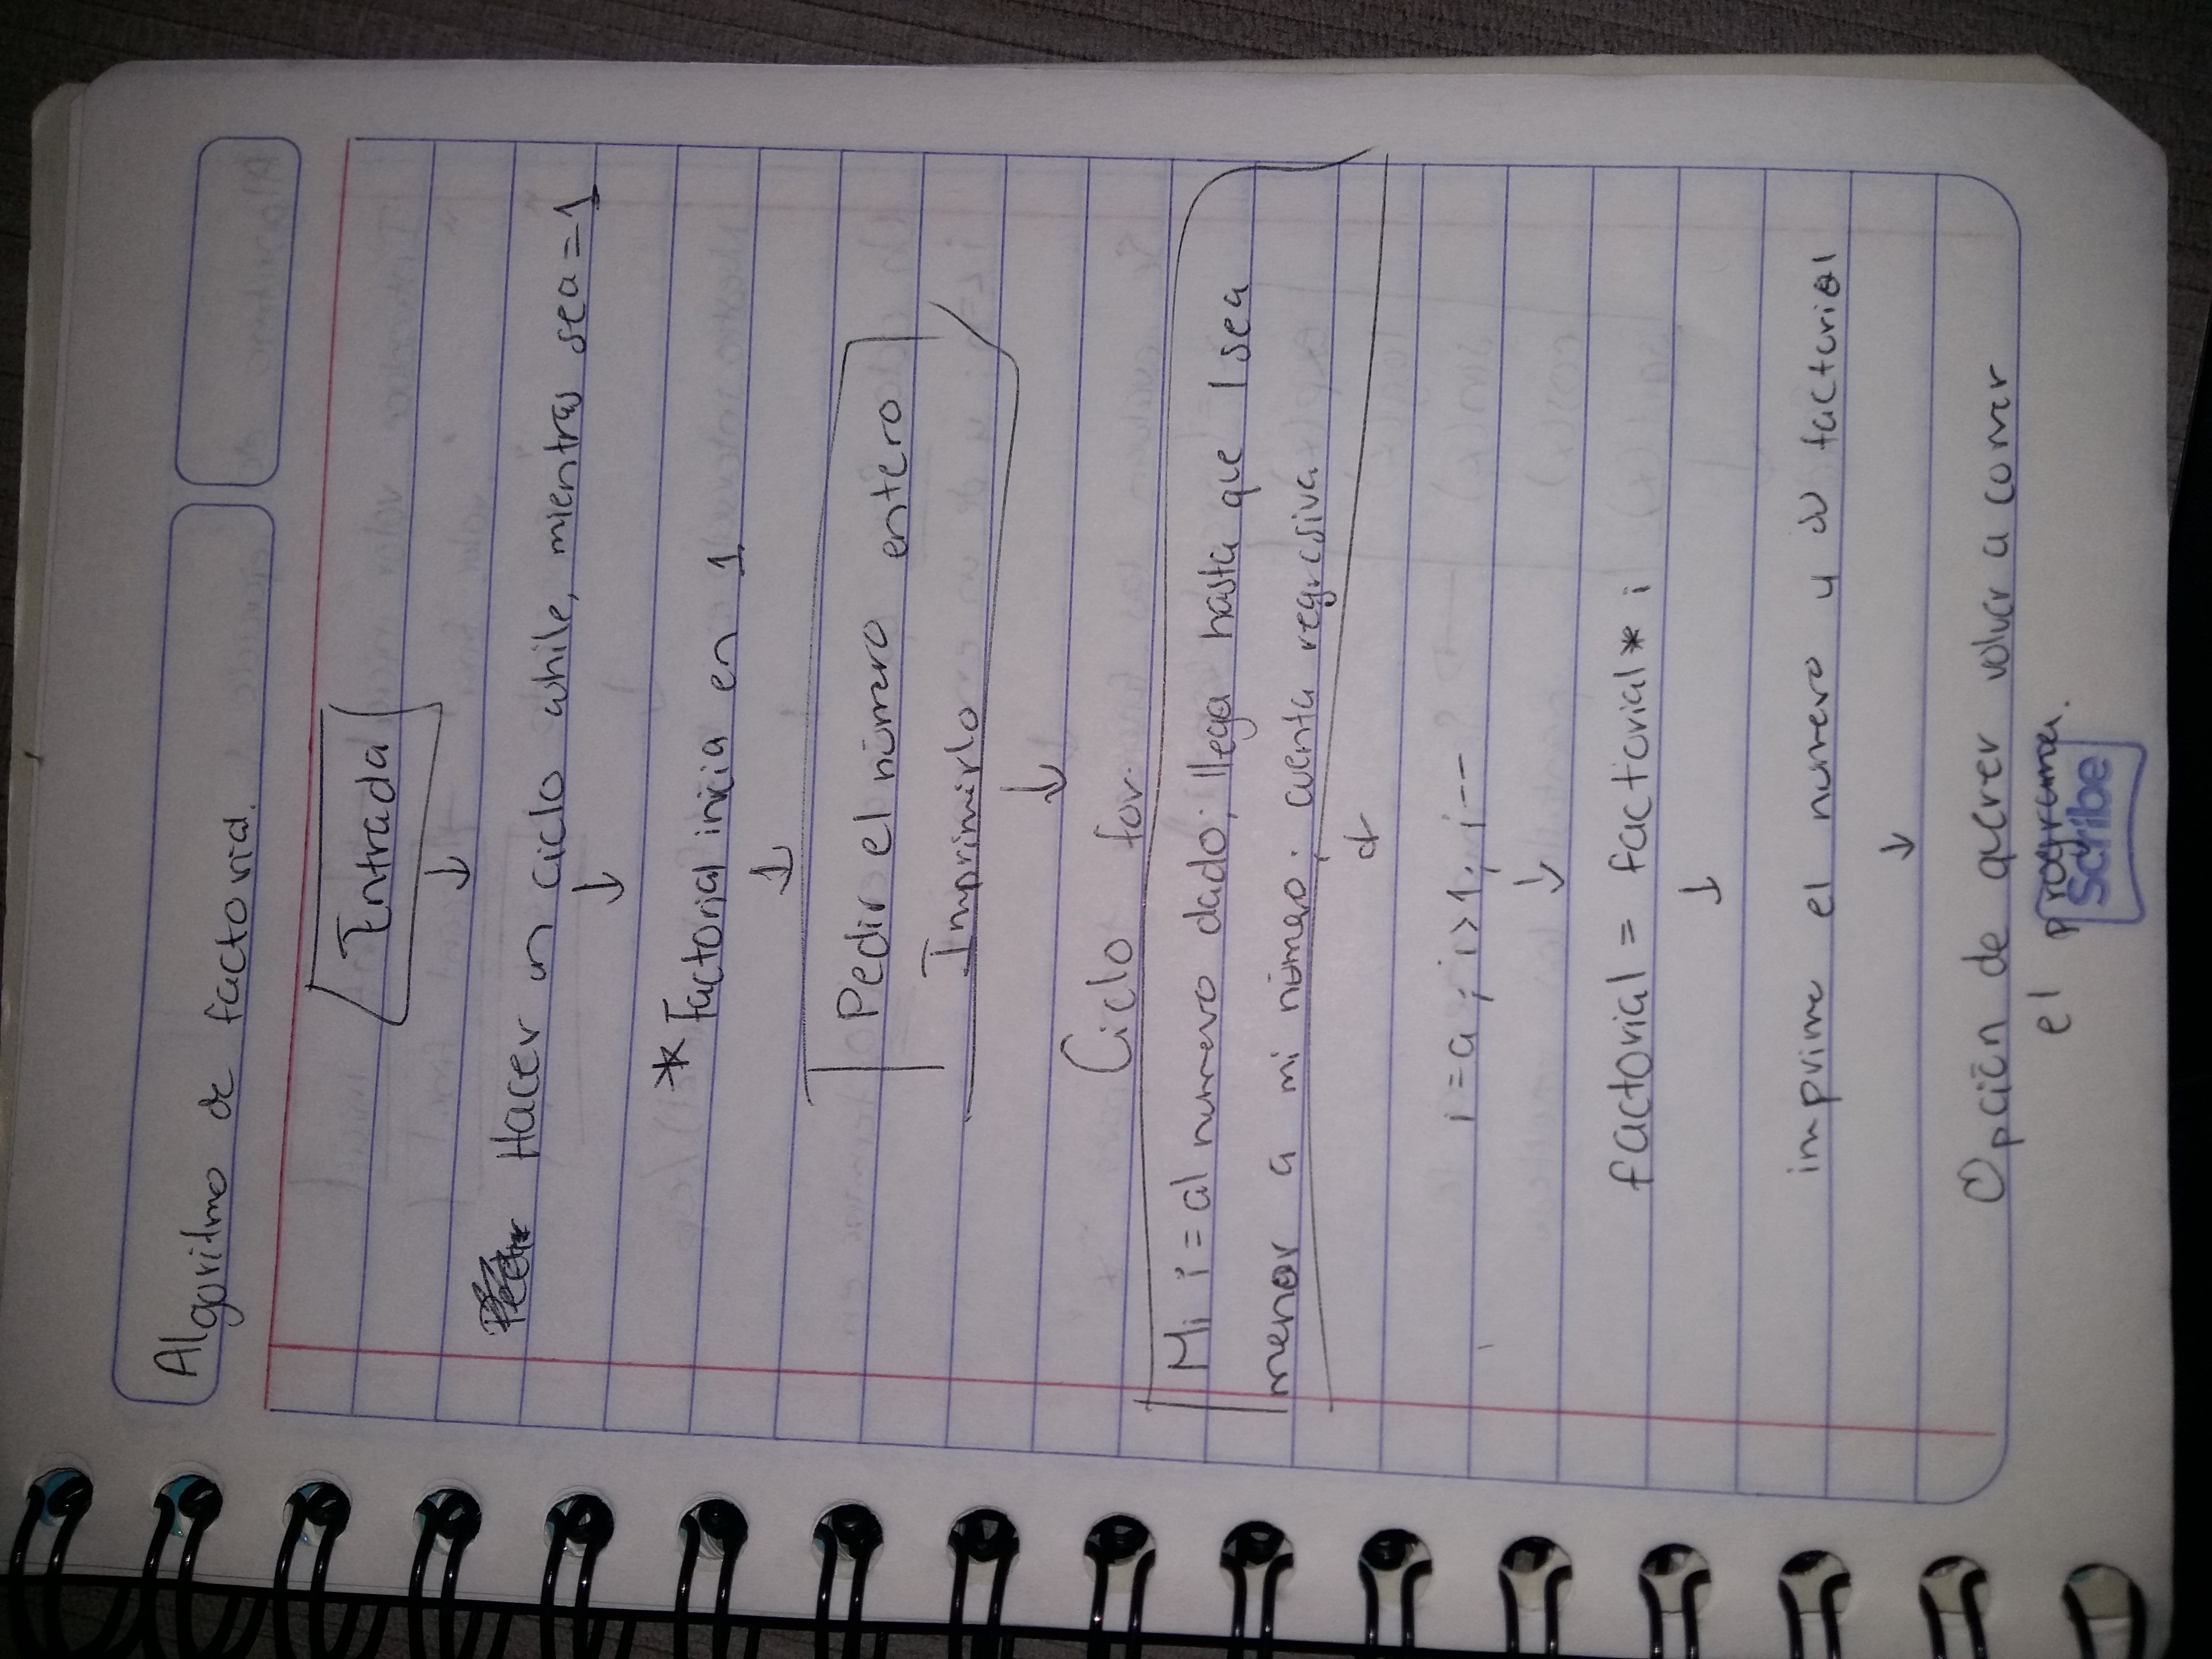 Algoritmo de factorial.
Entrada
Hacer un ciclo while, mientras sea = 1
* Factorial inicia en 1
Pedir el número entero
Imprimirlo
Ciclo for.
Mi i = al numero dado; llega hasta que 1 sea
menor a mi número; cuenta regresiva
i = a ; i > 1; i--
factorial = factorial * i
imprime el numero y su factorial
Opción de querer volver a correr
el programa.
Scribe